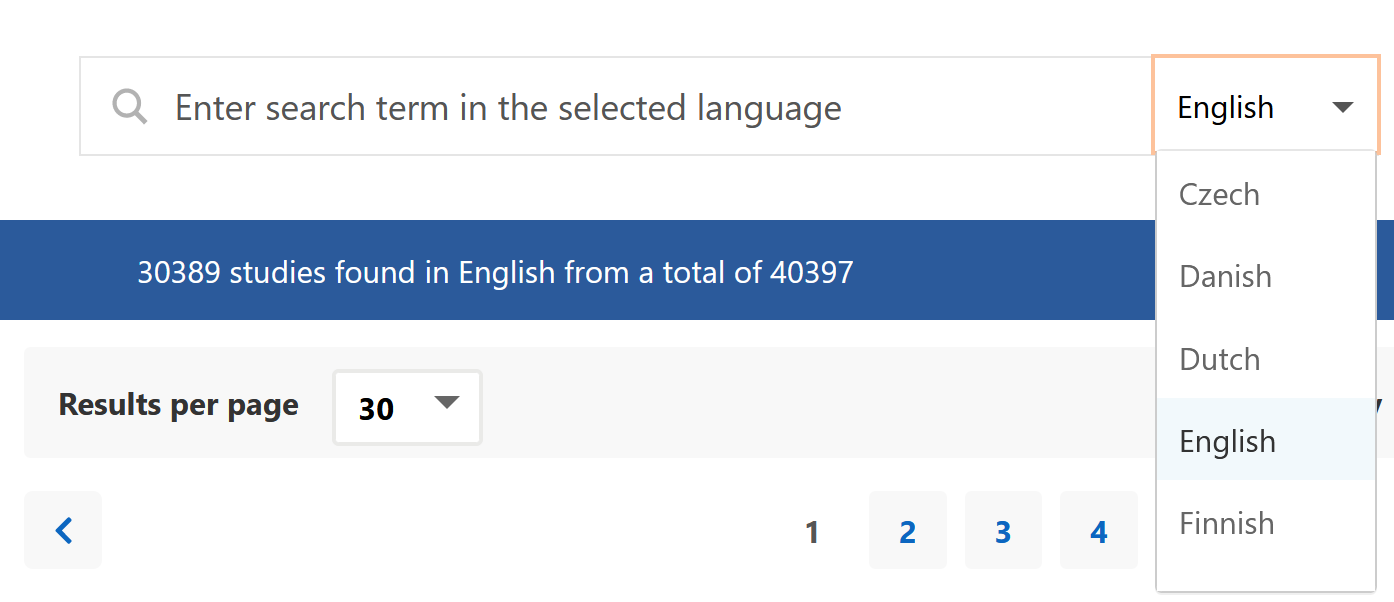 Enter search term in the selected language
English
Czech
Danish
Dutch
English
Finnish
30389 studies found in English from a total of 40397
Results per page
30
1 2 3 4